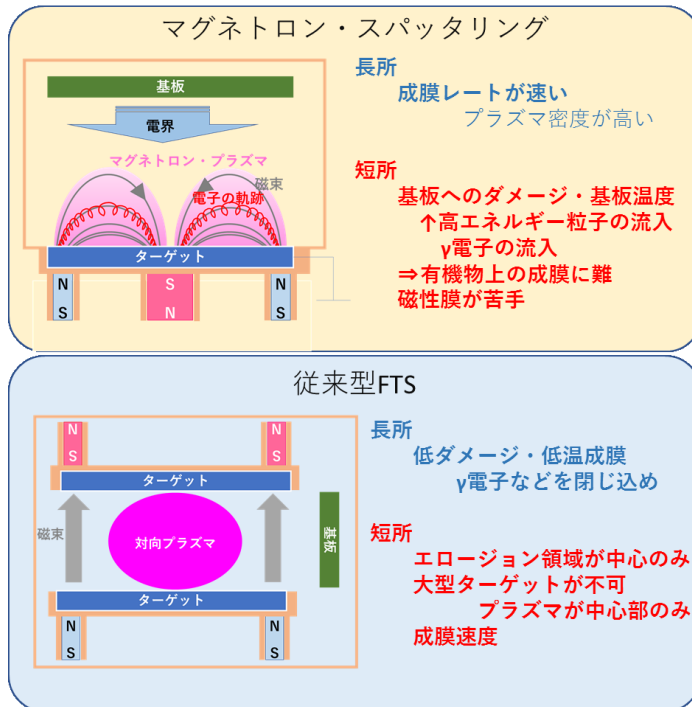 マグネトロン・スパッタリング
基板
電界
マグネトロン・プラズマ
磁束
電子の軌跡
ターゲット
N S N
S N S
長所
成膜レートが速い
プラズマ密度が高い
短所
基板へのダメージ・基板温度
↑高エネルギー粒子の流入
γ電子の流入
⇒有機物上の成膜に難
磁性膜が苦手
従来型FTS
N N
S S
ターゲット
磁束
対向プラズマ
基板
ターゲット
N N
S S
長所
低ダメージ・低温成膜
γ電子などを閉じ込め
短所
エロージョン領域が中心のみ
大型ターゲットが不可
プラズマが中心部のみ
成膜速度